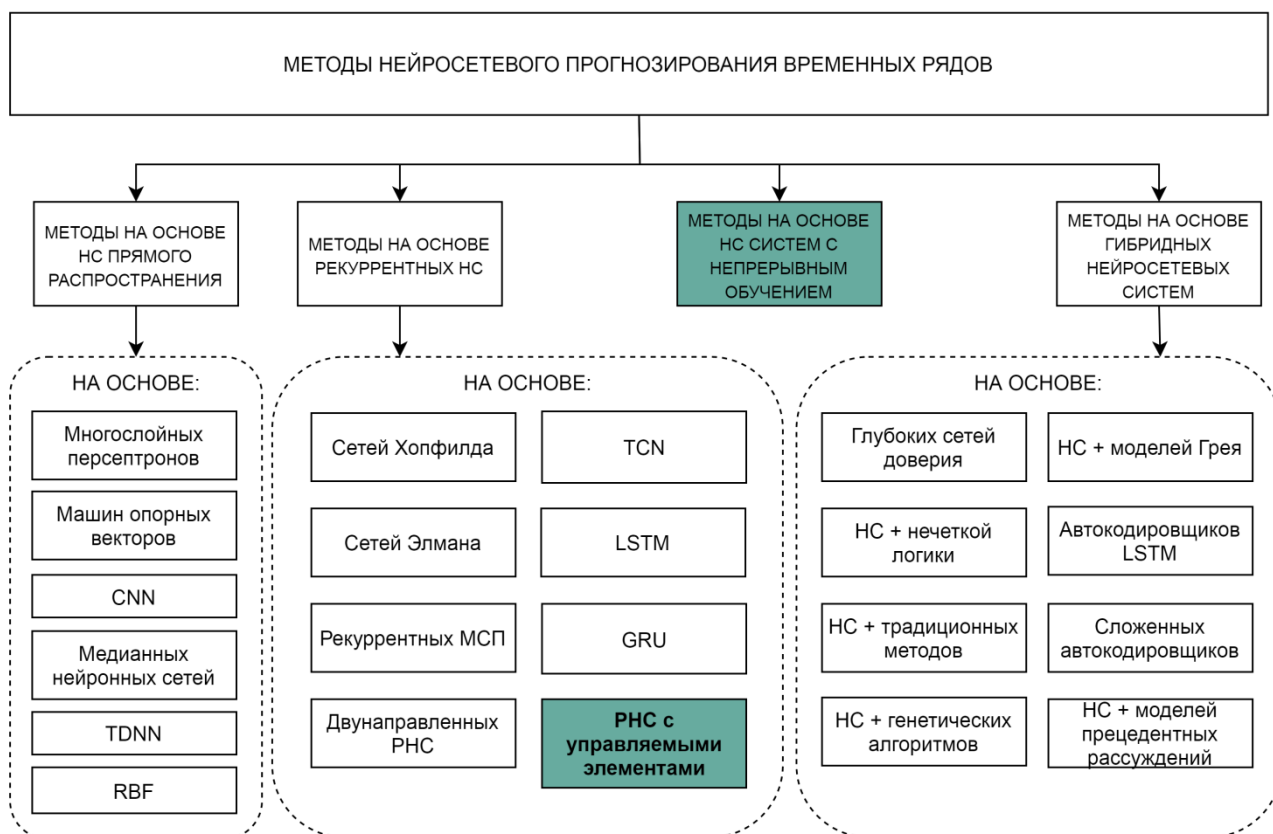 МЕТОДЫ НЕЙРОСЕТЕВОГО ПРОГНОЗИРОВАНИЯ ВРЕМЕННЫХ РЯДОВ
МЕТОДЫ НА ОСНОВЕ
НС ПРЯМОГО
РАСПРОСТРАНЕНИЯ
МЕТОДЫ НА ОСНОВЕ
РЕКУРРЕНТНЫХ НС
МЕТОДЫ НА ОСНОВЕ
НС СИСТЕМ С
НЕПРЕРЫВНЫМ
ОБУЧЕНИЕМ
МЕТОДЫ НА ОСНОВЕ
ГИБРИДНЫХ
НЕЙРОСЕТЕВЫХ
СИСТЕМ
НА ОСНОВЕ:
Многослойных
персептронов
Машин опорных
векторов
CNN
Медианных
нейронных сетей
TDNN
RBF
НА ОСНОВЕ:
Сетей Хопфилда
TCN
Сетей Элмана
LSTM
Рекуррентных МСП
GRU
Двунаправленных
РНС
РНС с
управляемыми
элементами
НА ОСНОВЕ:
Глубоких сетей
доверия
НС + моделей Грея
НС + нечеткой
логики
Автокодировщиков
LSTM
НС + традиционных
методов
Сложенных
автокодировщиков
НС + генетических
алгоритмов
НС + моделей
прецедентных
рассуждений